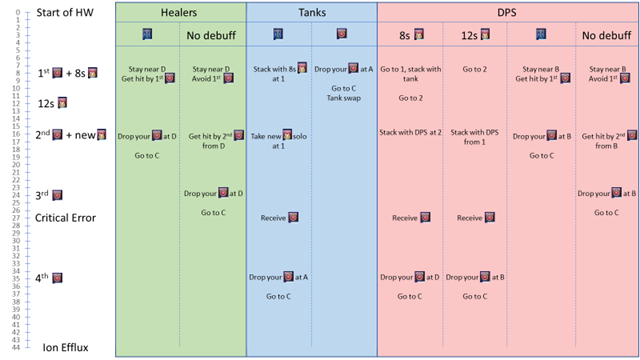 Start of HW
Healers
Tanks
DPS
No debuff
8s
12s
No debuff
0
1
2
3
4
5
6
7
8
9
10
11
12
13
14
15
16
17
18
19
20
21
22
23
24
25
26
27
28
29
30
31
32
33
34
35
36
37
38
39
40
41
42
43
44
1st + 8s
Stay near D
Get hit by 1st
Stay near D
Avoid 1st
Stack with 8s
at 1
Drop your at A
Go to C
Tank swap
Go to 1, stack with
tank
Go to 2
Go to 2
Stay near B
Get hit by 1st
Stay near B
Avoid 1st
12s
2nd + new
Drop your at D
Go to C
Get hit by 2nd
from D
Take new solo
at 1
Stack with DPS at 2
Stack with DPS
from 1
Drop your at B
Go to C
Get hit by 2nd
from B
3rd
Drop your at D
Go to C
Drop your at B
Go to C
Critical Error
Receive
Receive
Receive
4th
Drop your at A
Go to C
Drop your at D
Go to C
Drop your at B
Go to C
Ion Efflux